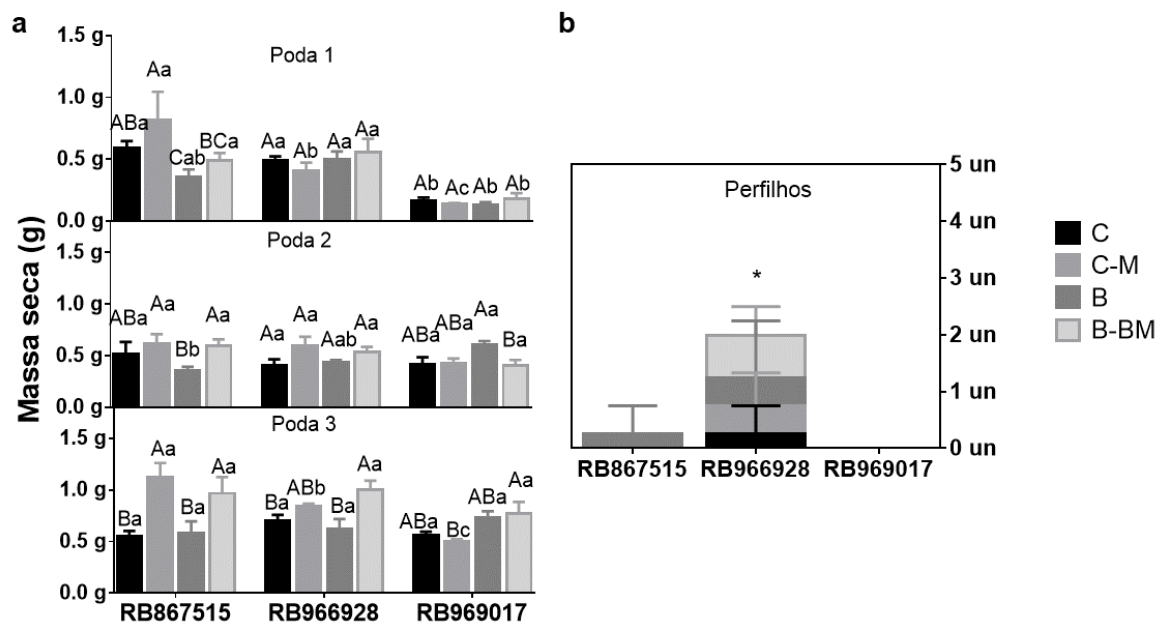 a
b
Massa seca (g)
Poda 1
1.5 g
1.0 g
0.5 g
0.0 g
ABa Aa Cab BCa Aa Ab Aa Aa Ab Ac Ab Ab
Poda 2
1.5 g
1.0 g
0.5 g
0.0 g
ABa Aa Bb Aa Aa Aa Aab Aa ABa ABa Aa Ba
Poda 3
1.5 g
1.0 g
0.5 g
0.0 g
Ba Aa Ba Aa Ba ABb Ba Aa ABa Bc ABa Aa
RB867515 RB966928 RB969017
Perfilhos
*
5 un
4 un
3 un
2 un
1 un
0 un
RB867515 RB966928 RB969017
C
C-M
B
B-BM